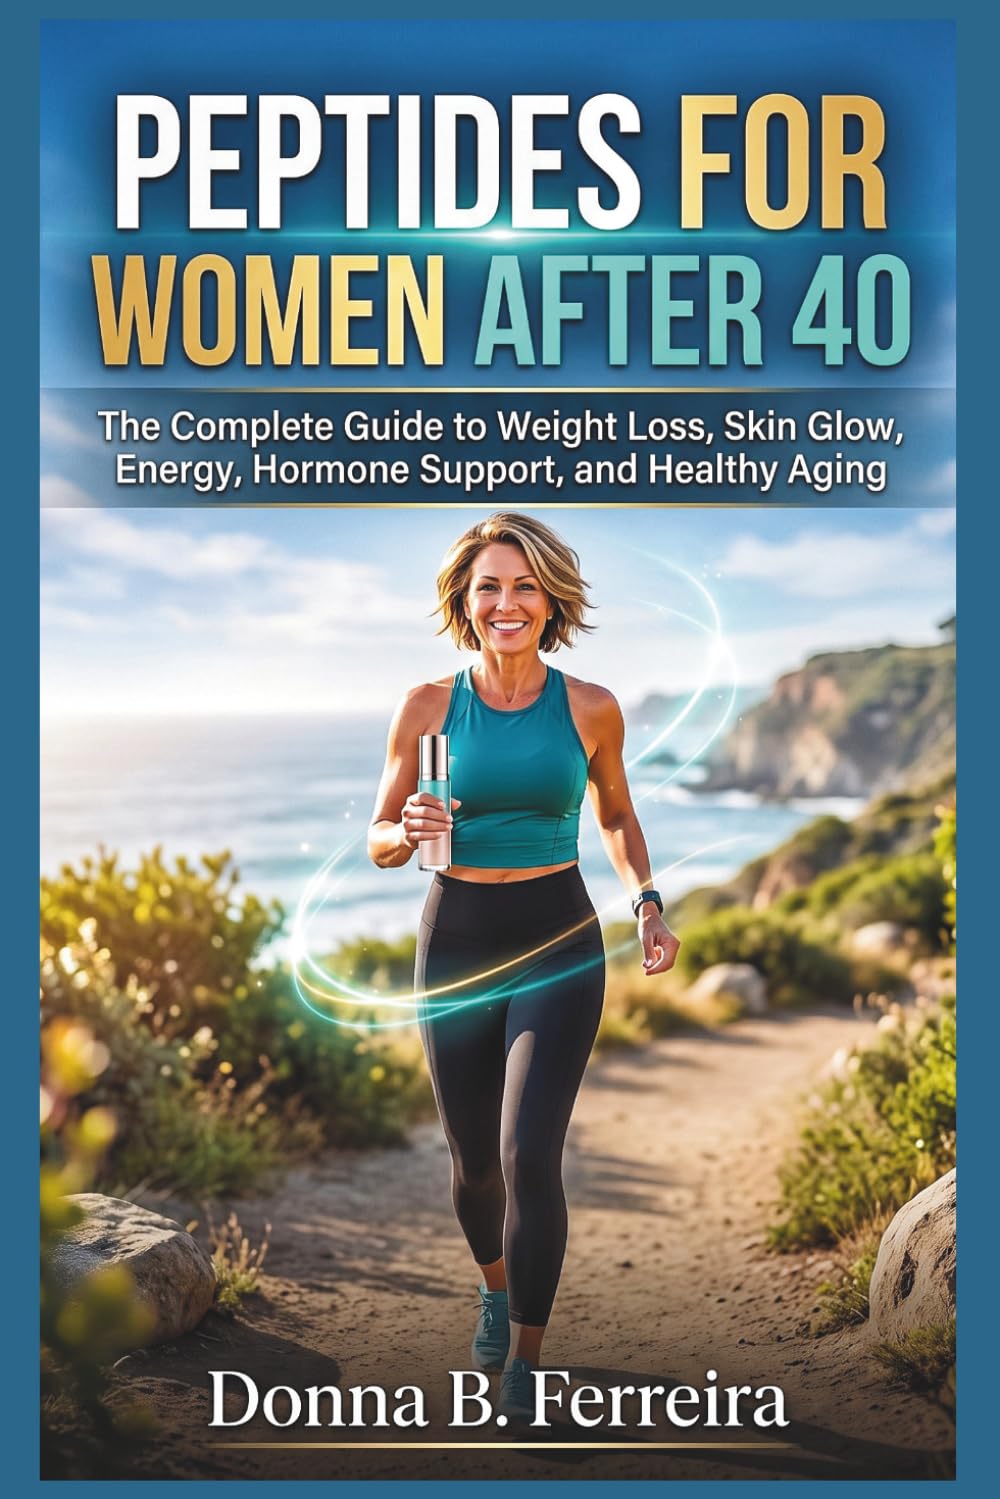 PEPTIDES FOR
WOMEN AFTER 40
The Complete Guide to Weight Loss, Skin Glow,
Energy, Hormone Support, and Healthy Aging
Donna B. Ferreira